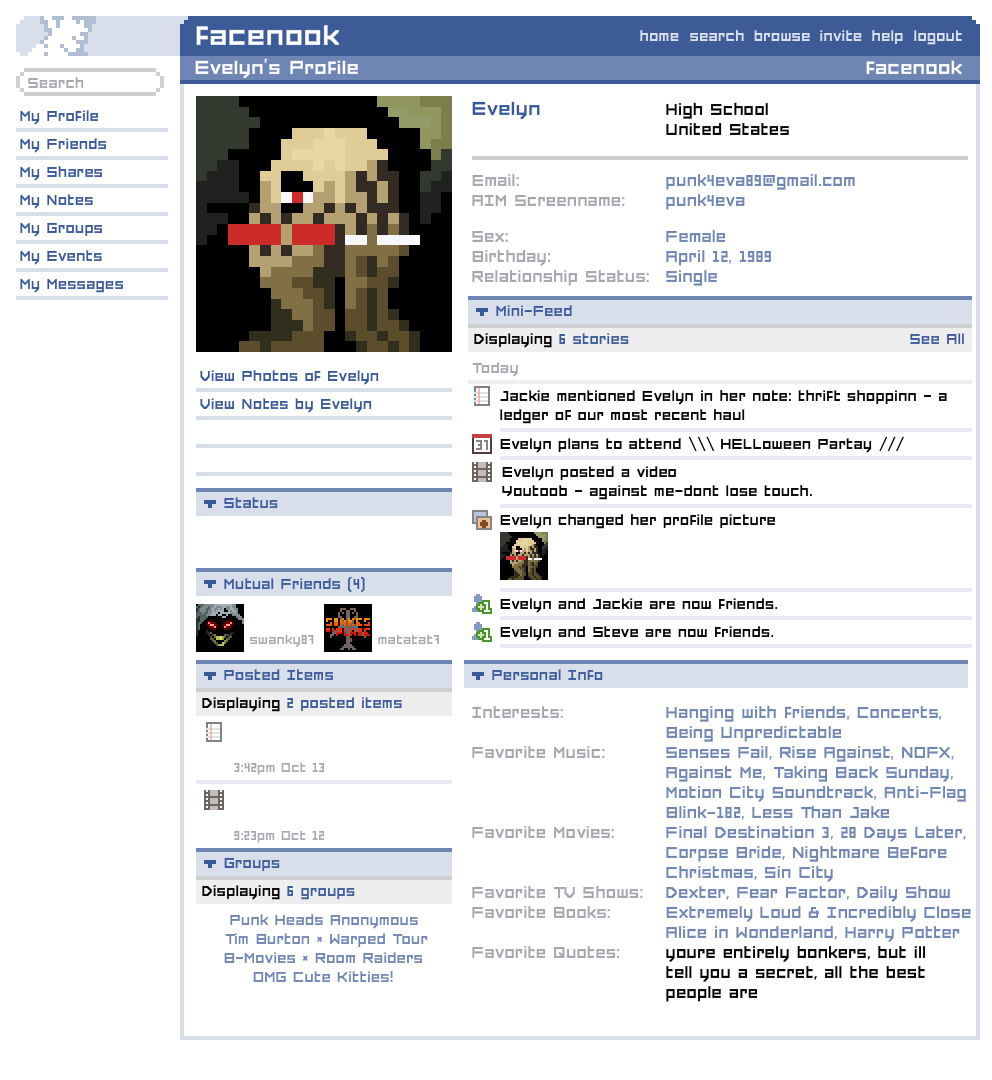 Facenook
home search browse invite help logout
Evelyn's Profile
Facenook
Search
My Profile
My Friends
My Shares
My Notes
My Groups
My Events
My Messages
View Photos of Evelyn
View Notes by Evelyn
Status
Mutual Friends (4)
SNAKES
PLANE
swanky87
matatat7
Posted Items
Displaying 2 posted items
3:42pm Oct 13
9:23pm Oct 12
Groups
Displaying 6 groups
Punk Heads Anonymous
Tim Burton × Warped Tour
B-Movies × Room Raiders
OMG Cute Kitties!
Evelyn
High School
United States
Email: punk4eva89@gmail.com
AIM Screenname: punk4eva
Sex: Female
Birthday: April 12, 1989
Relationship Status: Single
Mini-Feed
Displaying 6 stories
See All
Today
Jackie mentioned Evelyn in her note: thrift shoppinn - a
ledger of our most recent haul
31
Evelyn plans to attend \\\ HELLoween Partay ///
Evelyn posted a video
Youtoob - against me-dont lose touch.
Evelyn changed her profile picture
+1
Evelyn and Jackie are now friends.
+1
Evelyn and Steve are now friends.
Personal Info
Interests: Hanging with friends, Concerts,
Being Unpredictable
Favorite Music: Senses Fail, Rise Against, NOFX,
Against Me, Taking Back Sunday,
Motion City Soundtrack, Anti-Flag
Blink-182, Less Than Jake
Favorite Movies: Final Destination 3, 28 Days Later,
Corpse Bride, Nightmare Before
Christmas, Sin City
Favorite TV Shows: Dexter, Fear Factor, Daily Show
Favorite Books: Extremely Loud & Incredibly Close
Alice in Wonderland, Harry Potter
Favorite Quotes: youre entirely bonkers, but ill
tell you a secret, all the best
people are